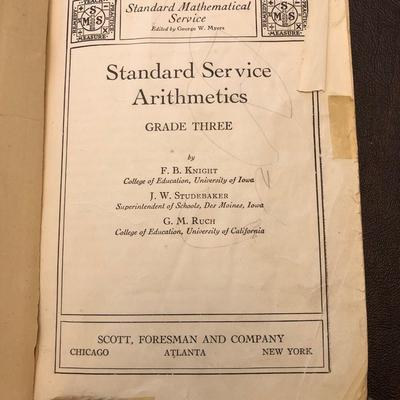 Standard Mathematical
Service
Edited by George W. Myers
Standard Service
Arithmetics
GRADE THREE
by
F. B. KNIGHT
College of Education, University of Iowa
J. W. STUDEBAKER
Superintendent of Schools, Des Moines, Iowa
G. M. RUCH
College of Education, University of California
SCOTT, FORESMAN AND COMPANY
CHICAGO ATLANTA NEW YORK